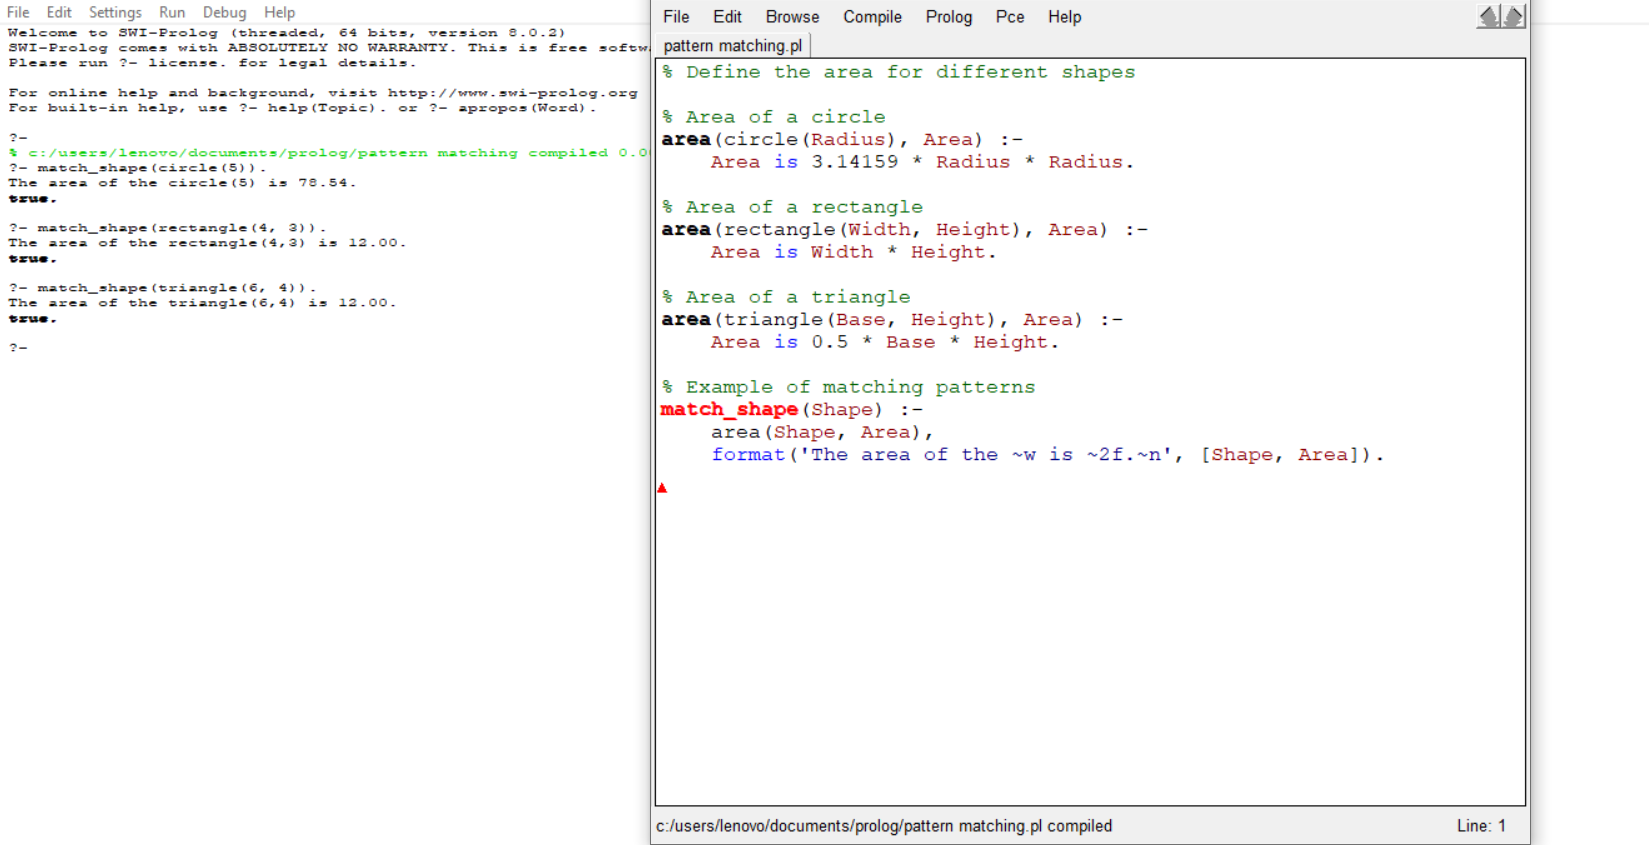 File Edit Settings Run Debug Help
Welcome to SWI-Prolog (threaded, 64 bits, version 8.0.2)
SWI-Prolog comes with ABSOLUTELY NO WARRANTY. This is free softw
Please run ?- license. for legal details.
For online help and background, visit http://www.swi-prolog.org
For built-in help, use ?- help(Topic). or ?- apropos(Word).
?-
% c:/users/lenovo/documents/prolog/pattern matching compiled 0.0
?- match_shape(circle(5)).
The area of the circle(5) is 78.54.
true.
?- match_shape(rectangle(4, 3)).
The area of the rectangle(4,3) is 12.00.
true.
?- match_shape(triangle(6, 4)).
The area of the triangle(6,4) is 12.00.
true.
?-
File Edit Browse Compile Prolog Pce Help
pattern matching.pl
% Define the area for different shapes
% Area of a circle
area(circle(Radius), Area) :-
    Area is 3.14159 * Radius * Radius.
% Area of a rectangle
area(rectangle(Width, Height), Area) :-
    Area is Width * Height.
% Area of a triangle
area(triangle(Base, Height), Area) :-
    Area is 0.5 * Base * Height.
% Example of matching patterns
match_shape(Shape) :-
    area(Shape, Area),
    format('The area of the ~w is ~2f.~n', [Shape, Area]).
c:/users/lenovo/documents/prolog/pattern matching.pl compiled
Line: 1